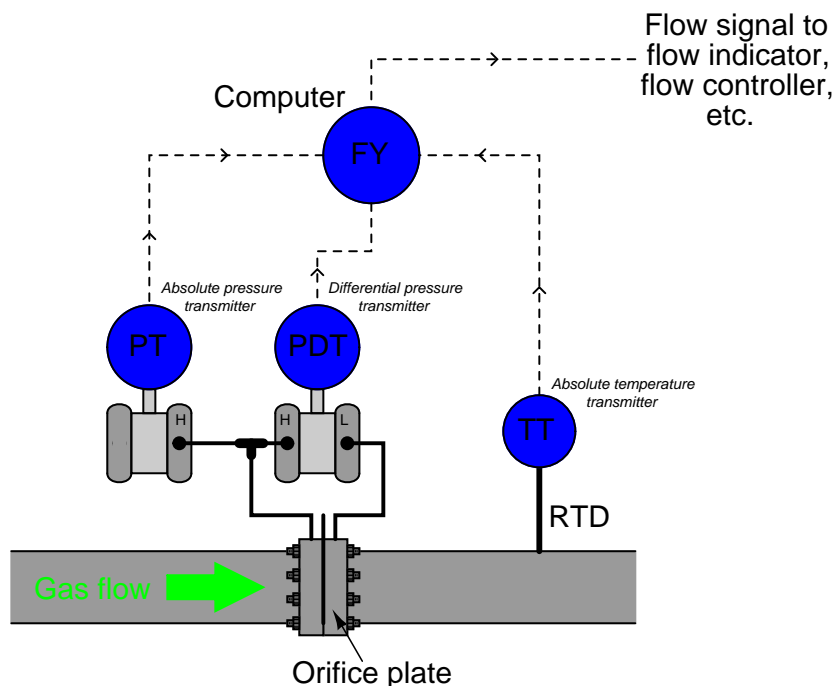 Flow signal to
flow indicator,
flow controller,
etc.
Computer
FY
Absolute pressure
transmitter
Differential pressure
transmitter
PT
PDT
Absolute temperature
transmitter
TT
H
H
L
RTD
Gas flow
Orifice plate